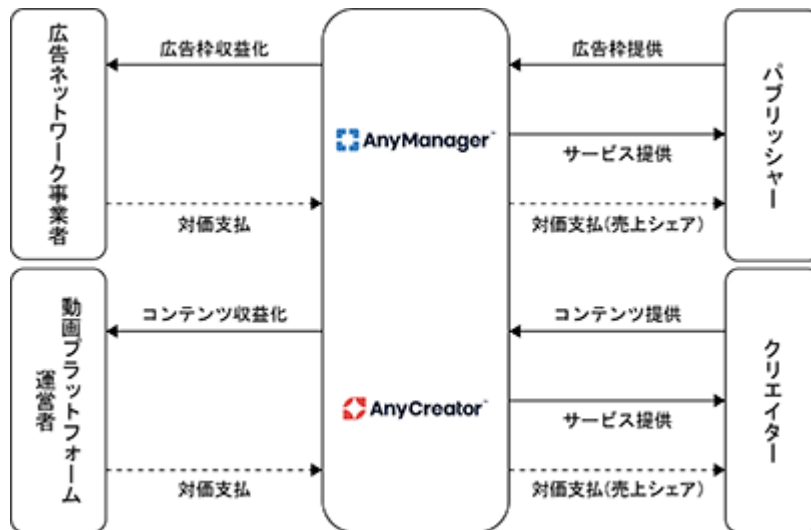 広告ネットワーク事業者
広告枠収益化
対価支払
AnyManager™
広告枠提供
サービス提供
対価支払(売上シェア)
パブリッシャー
動画プラットフォーム
運営者
コンテンツ収益化
対価支払
AnyCreator™
コンテンツ提供
サービス提供
対価支払(売上シェア)
クリエイター